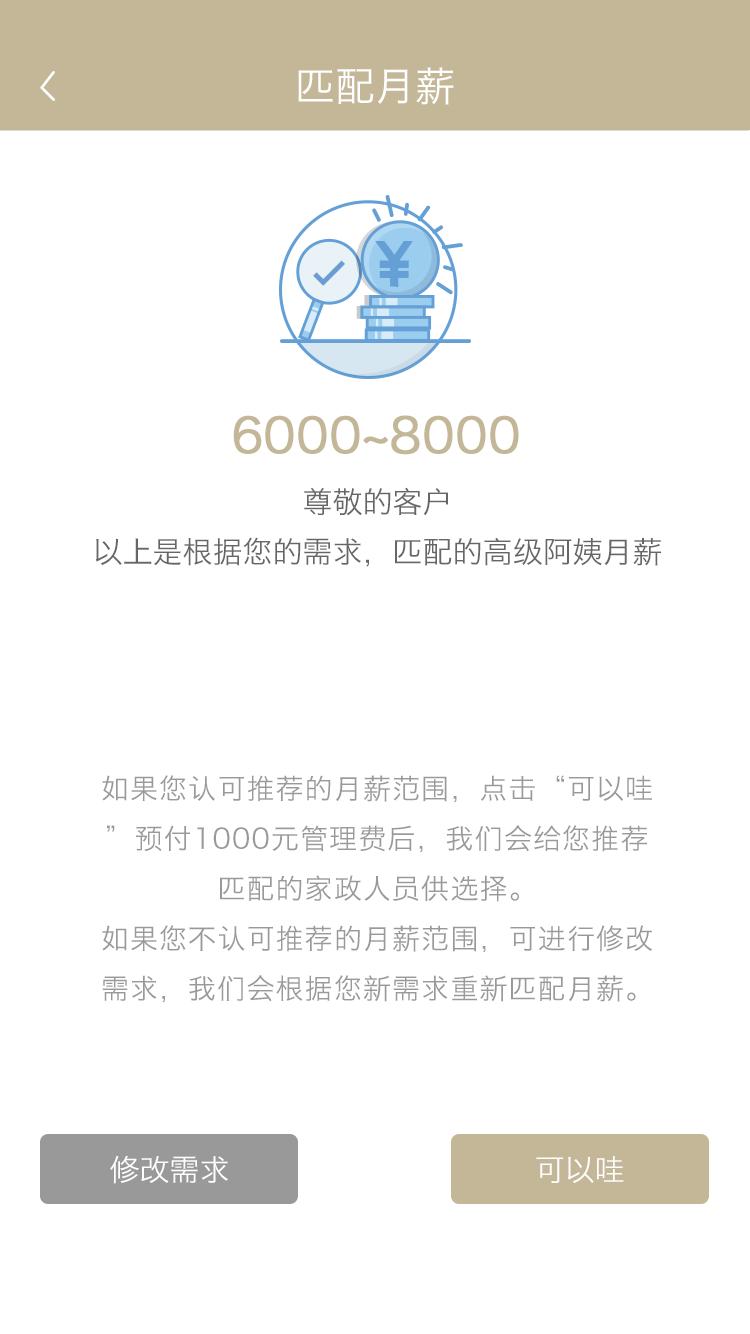 匹配月薪
¥
6000~8000
尊敬的客户
以上是根据您的需求，匹配的高级阿姨月薪
如果您认可推荐的月薪范围，点击“可以哇
”预付1000元管理费后，我们会给您推荐
匹配的家政人员供选择。
如果您不认可推荐的月薪范围，可进行修改
需求，我们会根据您新需求重新匹配月薪。
修改需求
可以哇